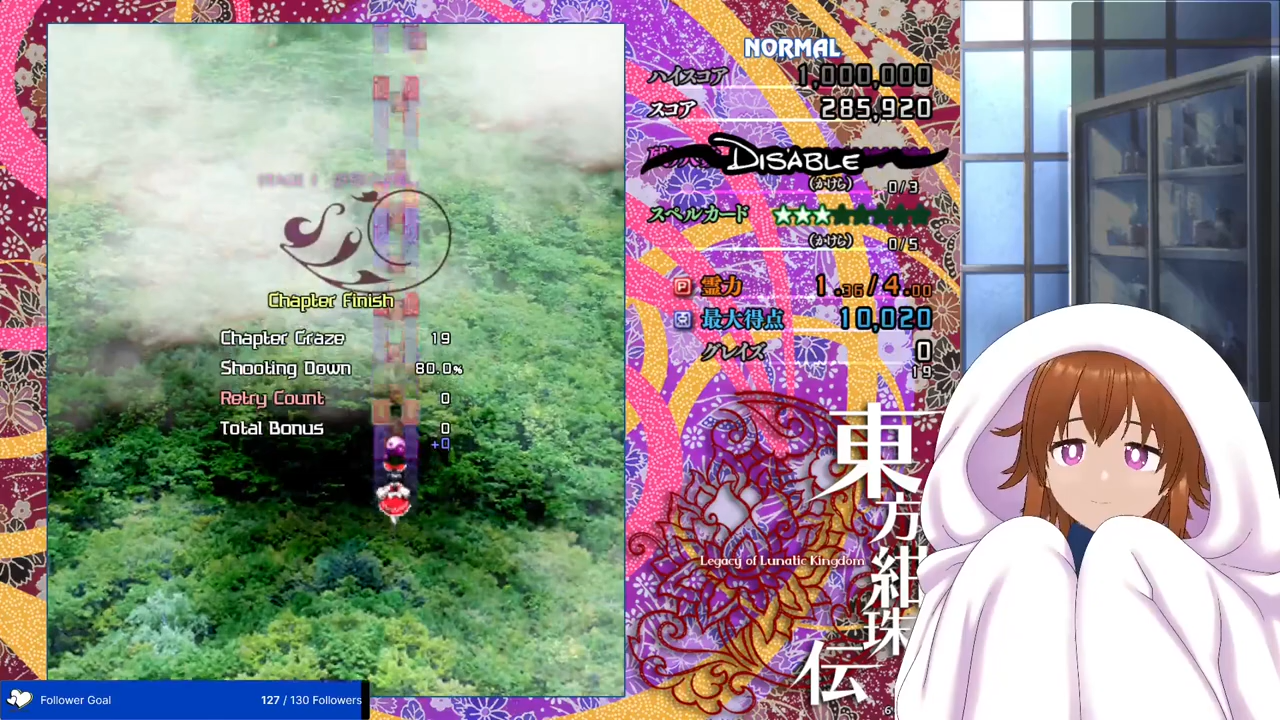 NORMAL
ハイスコア 1,000,000
スコア 285,920
DISABLE
(かけら) 0/3
スペルカード ★★★★★★★★
(かけら) 0/5
P 霊力 1.36/4.00
最大得点 10,020
グレイズ 0
19
Chapter Finish
Chapter Graze 19
Shooting Down 80.0%
Retry Count 0
Total Bonus 0
+0
東方紺珠伝
Legacy of Lunatic Kingdom
Follower Goal 127 / 130 Followers